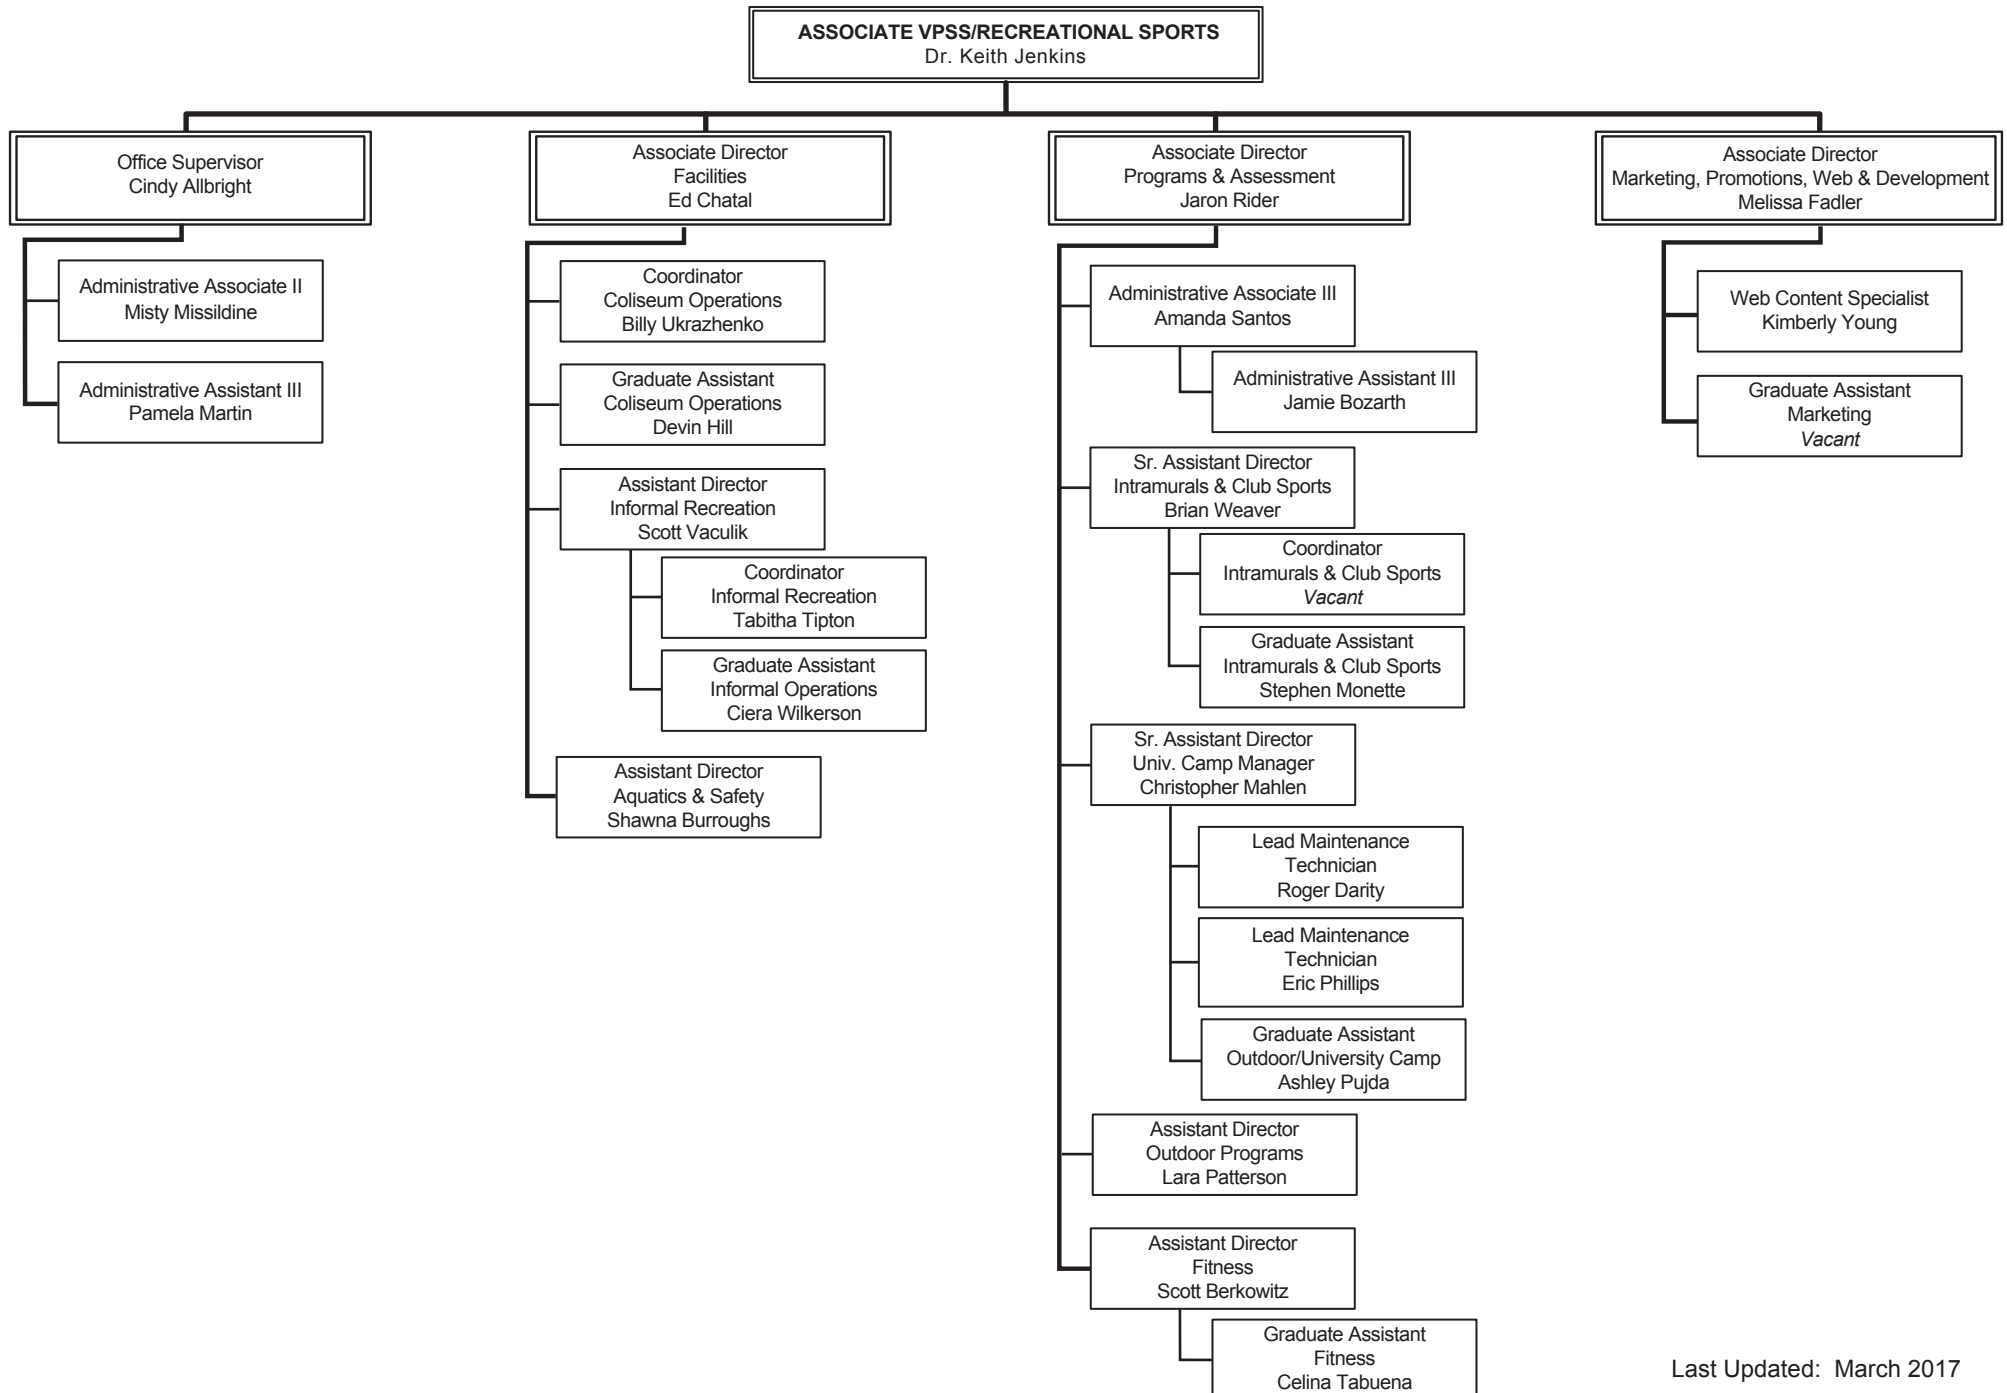 ASSOCIATE VPSS/RECREATIONAL SPORTS
Dr. Keith Jenkins
Office Supervisor
Cindy Allbright
Administrative Associate II
Misty Missildine
Administrative Assistant III
Pamela Martin
Associate Director
Facilities
Ed Chatal
Coordinator
Coliseum Operations
Billy Ukrazhenko
Graduate Assistant
Coliseum Operations
Devin Hill
Assistant Director
Informal Recreation
Scott Vaculik
Coordinator
Informal Recreation
Tabitha Tipton
Graduate Assistant
Informal Operations
Ciera Wilkerson
Assistant Director
Aquatics & Safety
Shawna Burroughs
Associate Director
Programs & Assessment
Jaron Rider
Administrative Associate III
Amanda Santos
Administrative Assistant III
Jamie Bozarth
Sr. Assistant Director
Intramurals & Club Sports
Brian Weaver
Coordinator
Intramurals & Club Sports
Vacant
Graduate Assistant
Intramurals & Club Sports
Stephen Monette
Sr. Assistant Director
Univ. Camp Manager
Christopher Mahlen
Lead Maintenance
Technician
Roger Darity
Lead Maintenance
Technician
Eric Phillips
Graduate Assistant
Outdoor/University Camp
Ashley Pujda
Assistant Director
Outdoor Programs
Lara Patterson
Assistant Director
Fitness
Scott Berkowitz
Graduate Assistant
Fitness
Celina Tabuena
Associate Director
Marketing, Promotions, Web & Development
Melissa Fadler
Web Content Specialist
Kimberly Young
Graduate Assistant
Marketing
Vacant
Last Updated:  March 2017